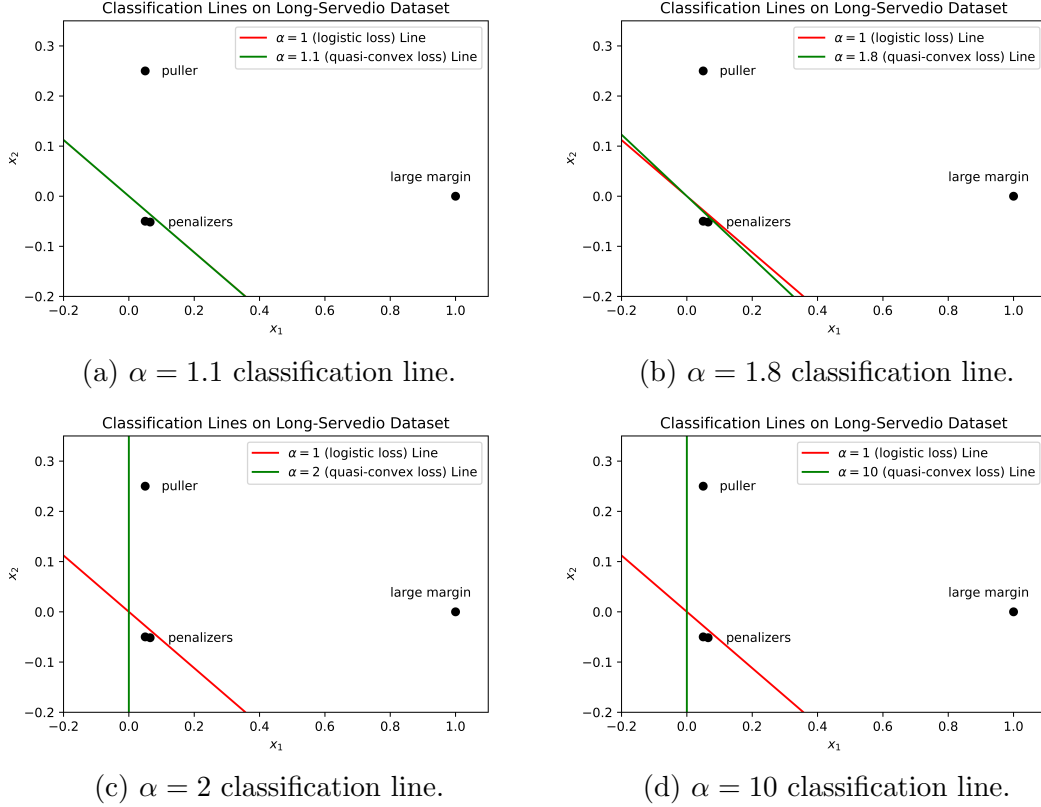 Classification Lines on Long-Servedio Dataset
α = 1 (logistic loss) Line
α = 1.1 (quasi-convex loss) Line
puller
large margin
penalizers
0.3
0.2
0.1
0.0
−0.1
−0.2
x₂
−0.2 0.0 0.2 0.4 0.6 0.8 1.0
x₁
(a) α = 1.1 classification line.
Classification Lines on Long-Servedio Dataset
α = 1 (logistic loss) Line
α = 1.8 (quasi-convex loss) Line
puller
large margin
penalizers
0.3
0.2
0.1
0.0
−0.1
−0.2
x₂
−0.2 0.0 0.2 0.4 0.6 0.8 1.0
x₁
(b) α = 1.8 classification line.
Classification Lines on Long-Servedio Dataset
α = 1 (logistic loss) Line
α = 2 (quasi-convex loss) Line
puller
large margin
penalizers
0.3
0.2
0.1
0.0
−0.1
−0.2
x₂
−0.2 0.0 0.2 0.4 0.6 0.8 1.0
x₁
(c) α = 2 classification line.
Classification Lines on Long-Servedio Dataset
α = 1 (logistic loss) Line
α = 10 (quasi-convex loss) Line
puller
large margin
penalizers
0.3
0.2
0.1
0.0
−0.1
−0.2
x₂
−0.2 0.0 0.2 0.4 0.6 0.8 1.0
x₁
(d) α = 10 classification line.